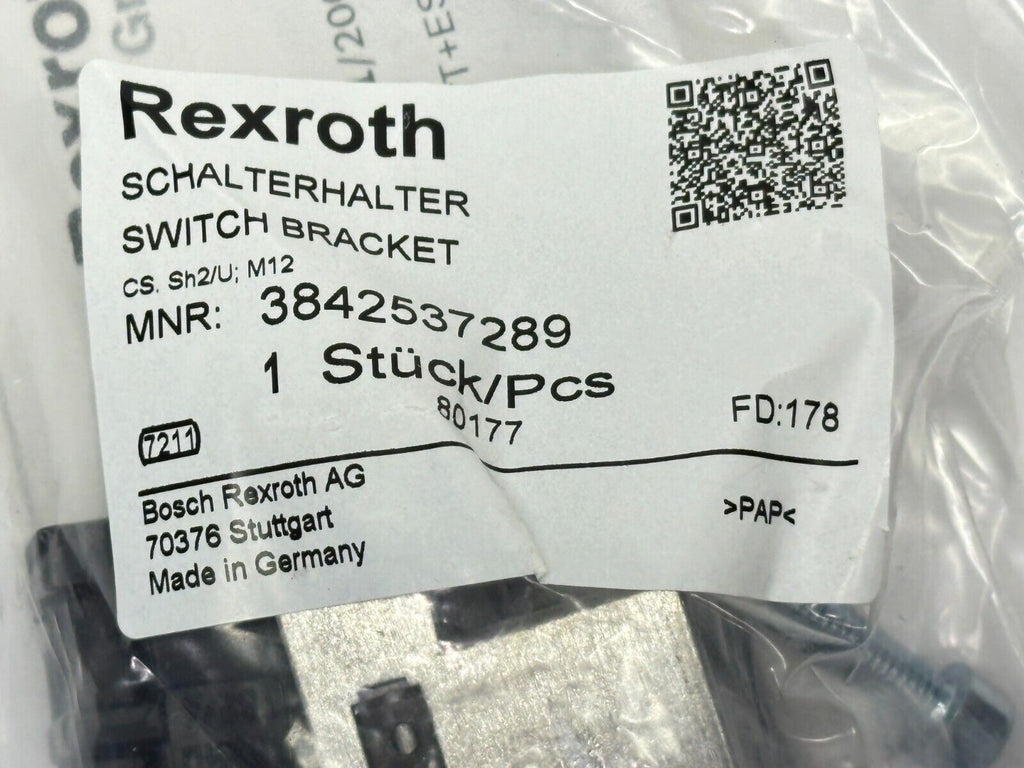 Rexroth
SCHALTERHALTER
SWITCH BRACKET
CS. Sh2/U; M12
MNR: 3842537289
1 Stück/Pcs
80177
FD:178
7211
Bosch Rexroth AG
70376 Stuttgart
Made in Germany
>PAP<